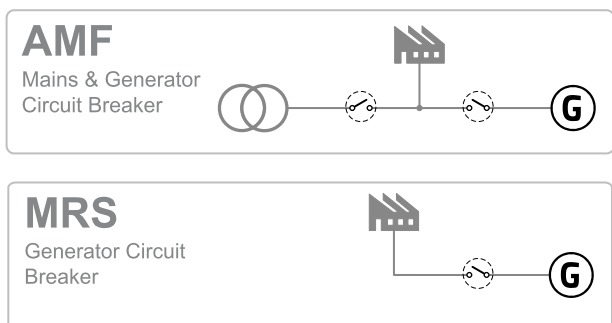 AMF
Mains & Generator
Circuit Breaker
G
MRS
Generator Circuit
Breaker
G